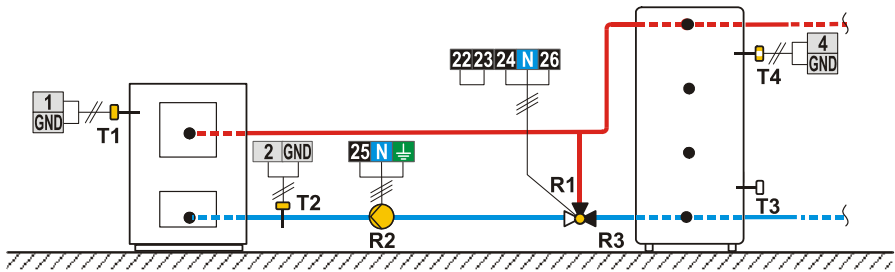 22 23 24 N 26
4
GND
T4
1
GND
T1
2 GND
25 N
T2
R1
T3
R2
R3